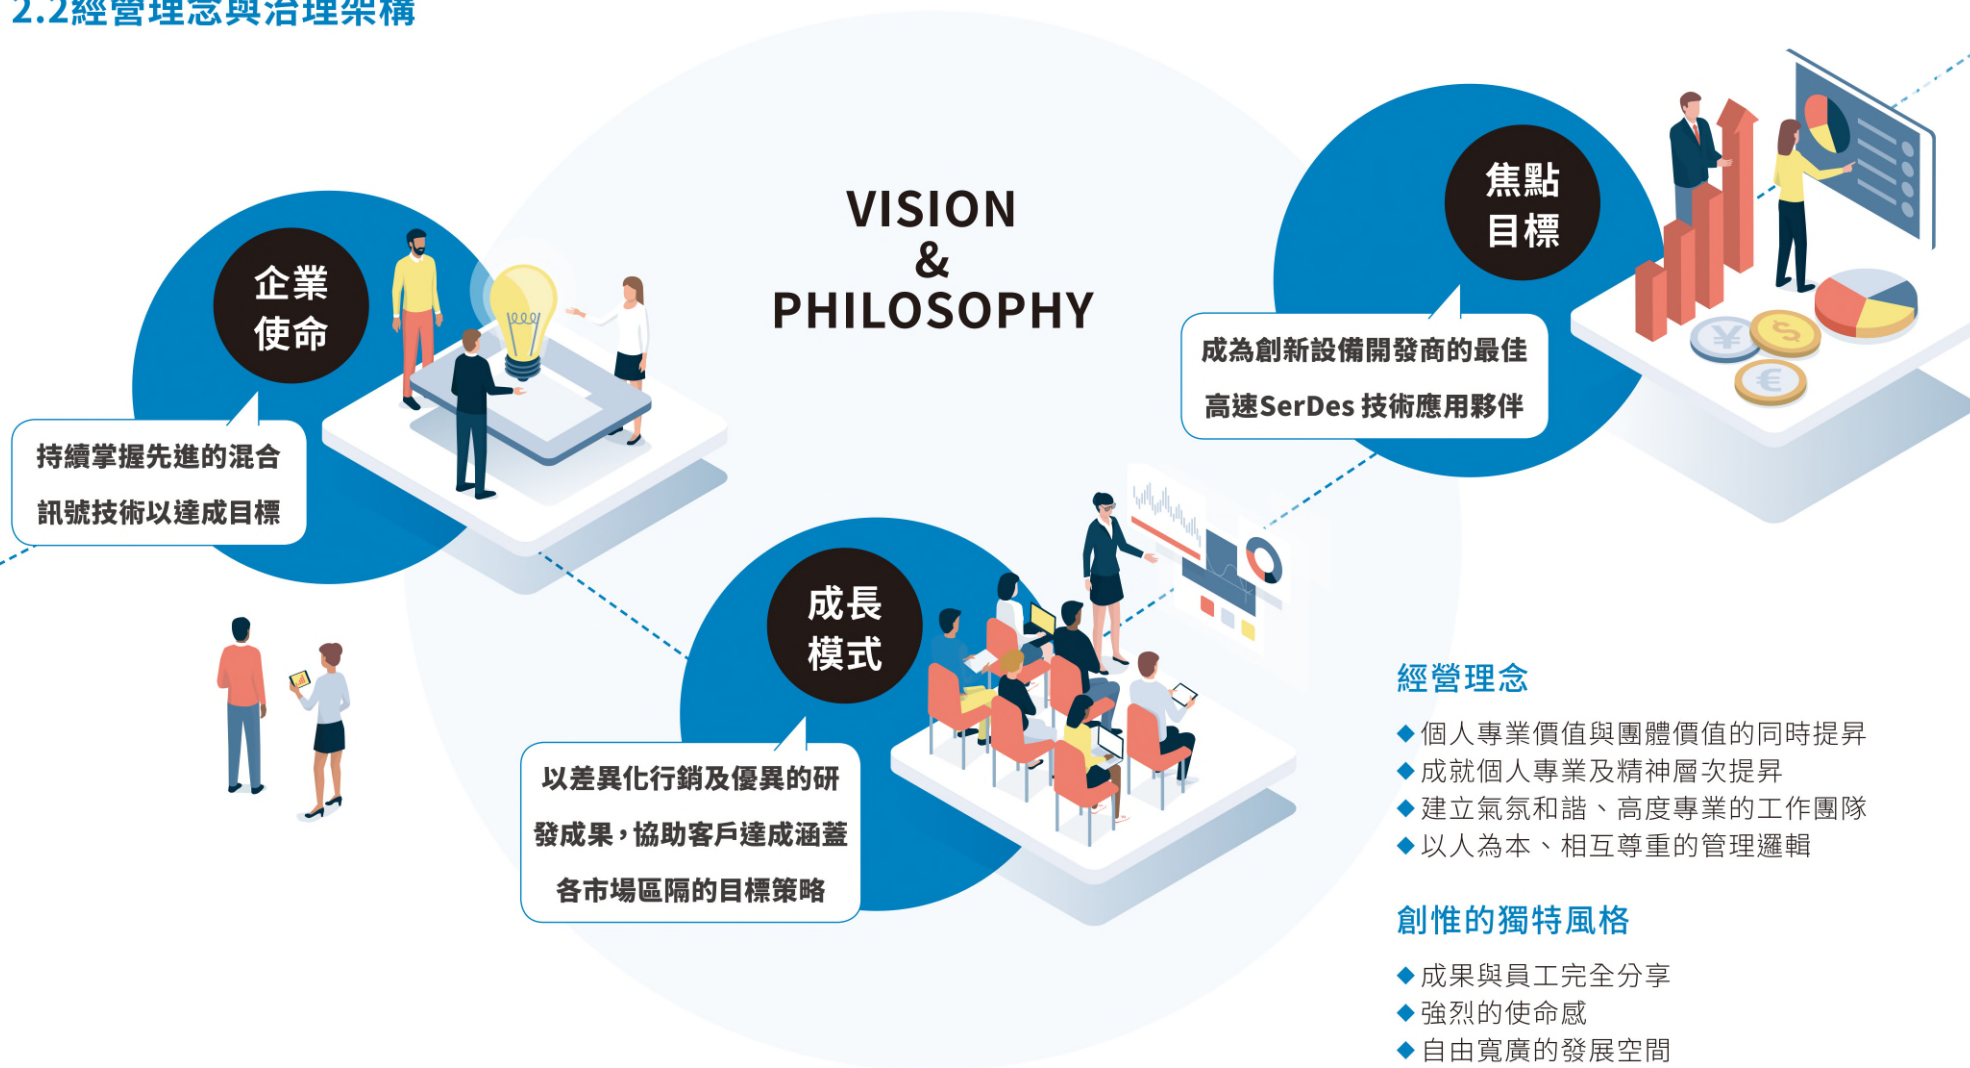 2.2經營理念與治理架構
VISION
&
PHILOSOPHY
企業
使命
持續掌握先進的混合
訊號技術以達成目標
成長
模式
以差異化行銷及優異的研
發成果，協助客戶達成涵蓋
各市場區隔的目標策略
焦點
目標
成為創新設備開發商的最佳
高速SerDes 技術應用夥伴
¥
$
€
經營理念
◆個人專業價值與團體價值的同時提昇
◆成就個人專業及精神層次提昇
◆建立氣氛和諧、高度專業的工作團隊
◆以人為本、相互尊重的管理邏輯
創惟的獨特風格
◆成果與員工完全分享
◆強烈的使命感
◆自由寬廣的發展空間